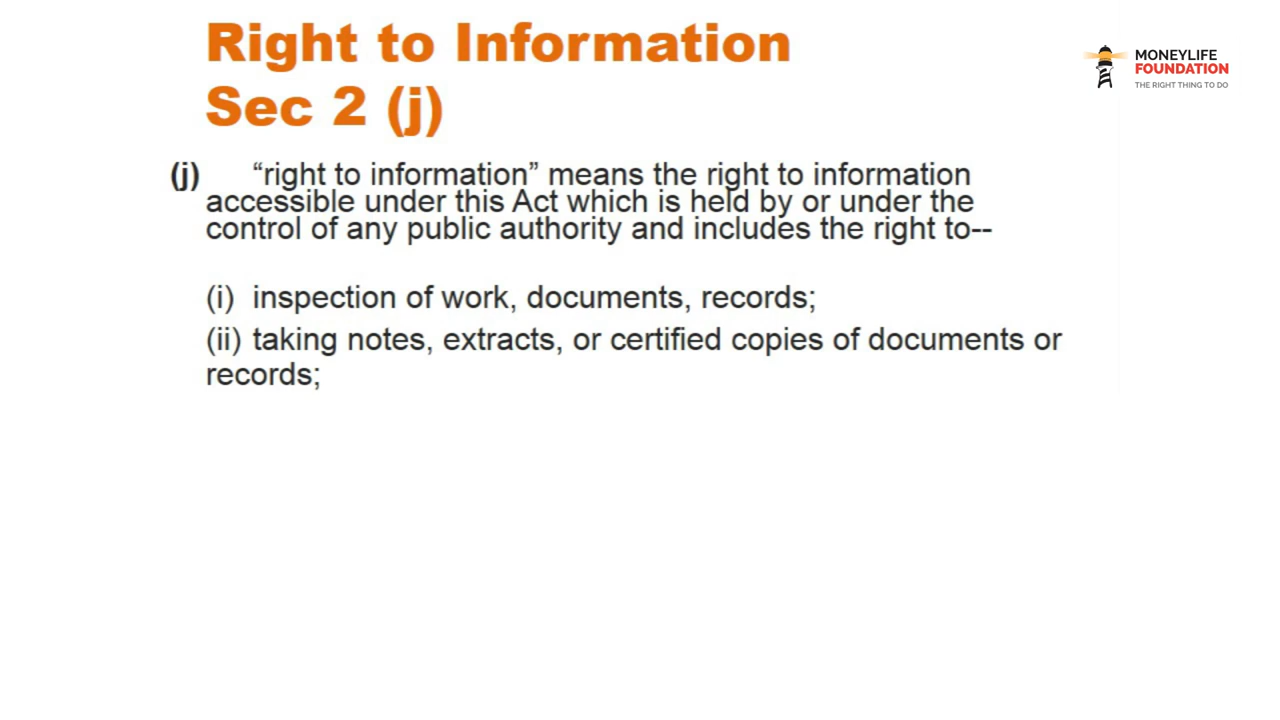 Right to Information
Sec 2 (j)
MONEYLIFE
FOUNDATION
THE RIGHT THING TO DO
(j) “right to information” means the right to information
accessible under this Act which is held by or under the
control of any public authority and includes the right to--
(i) inspection of work, documents, records;
(ii) taking notes, extracts, or certified copies of documents or
records;